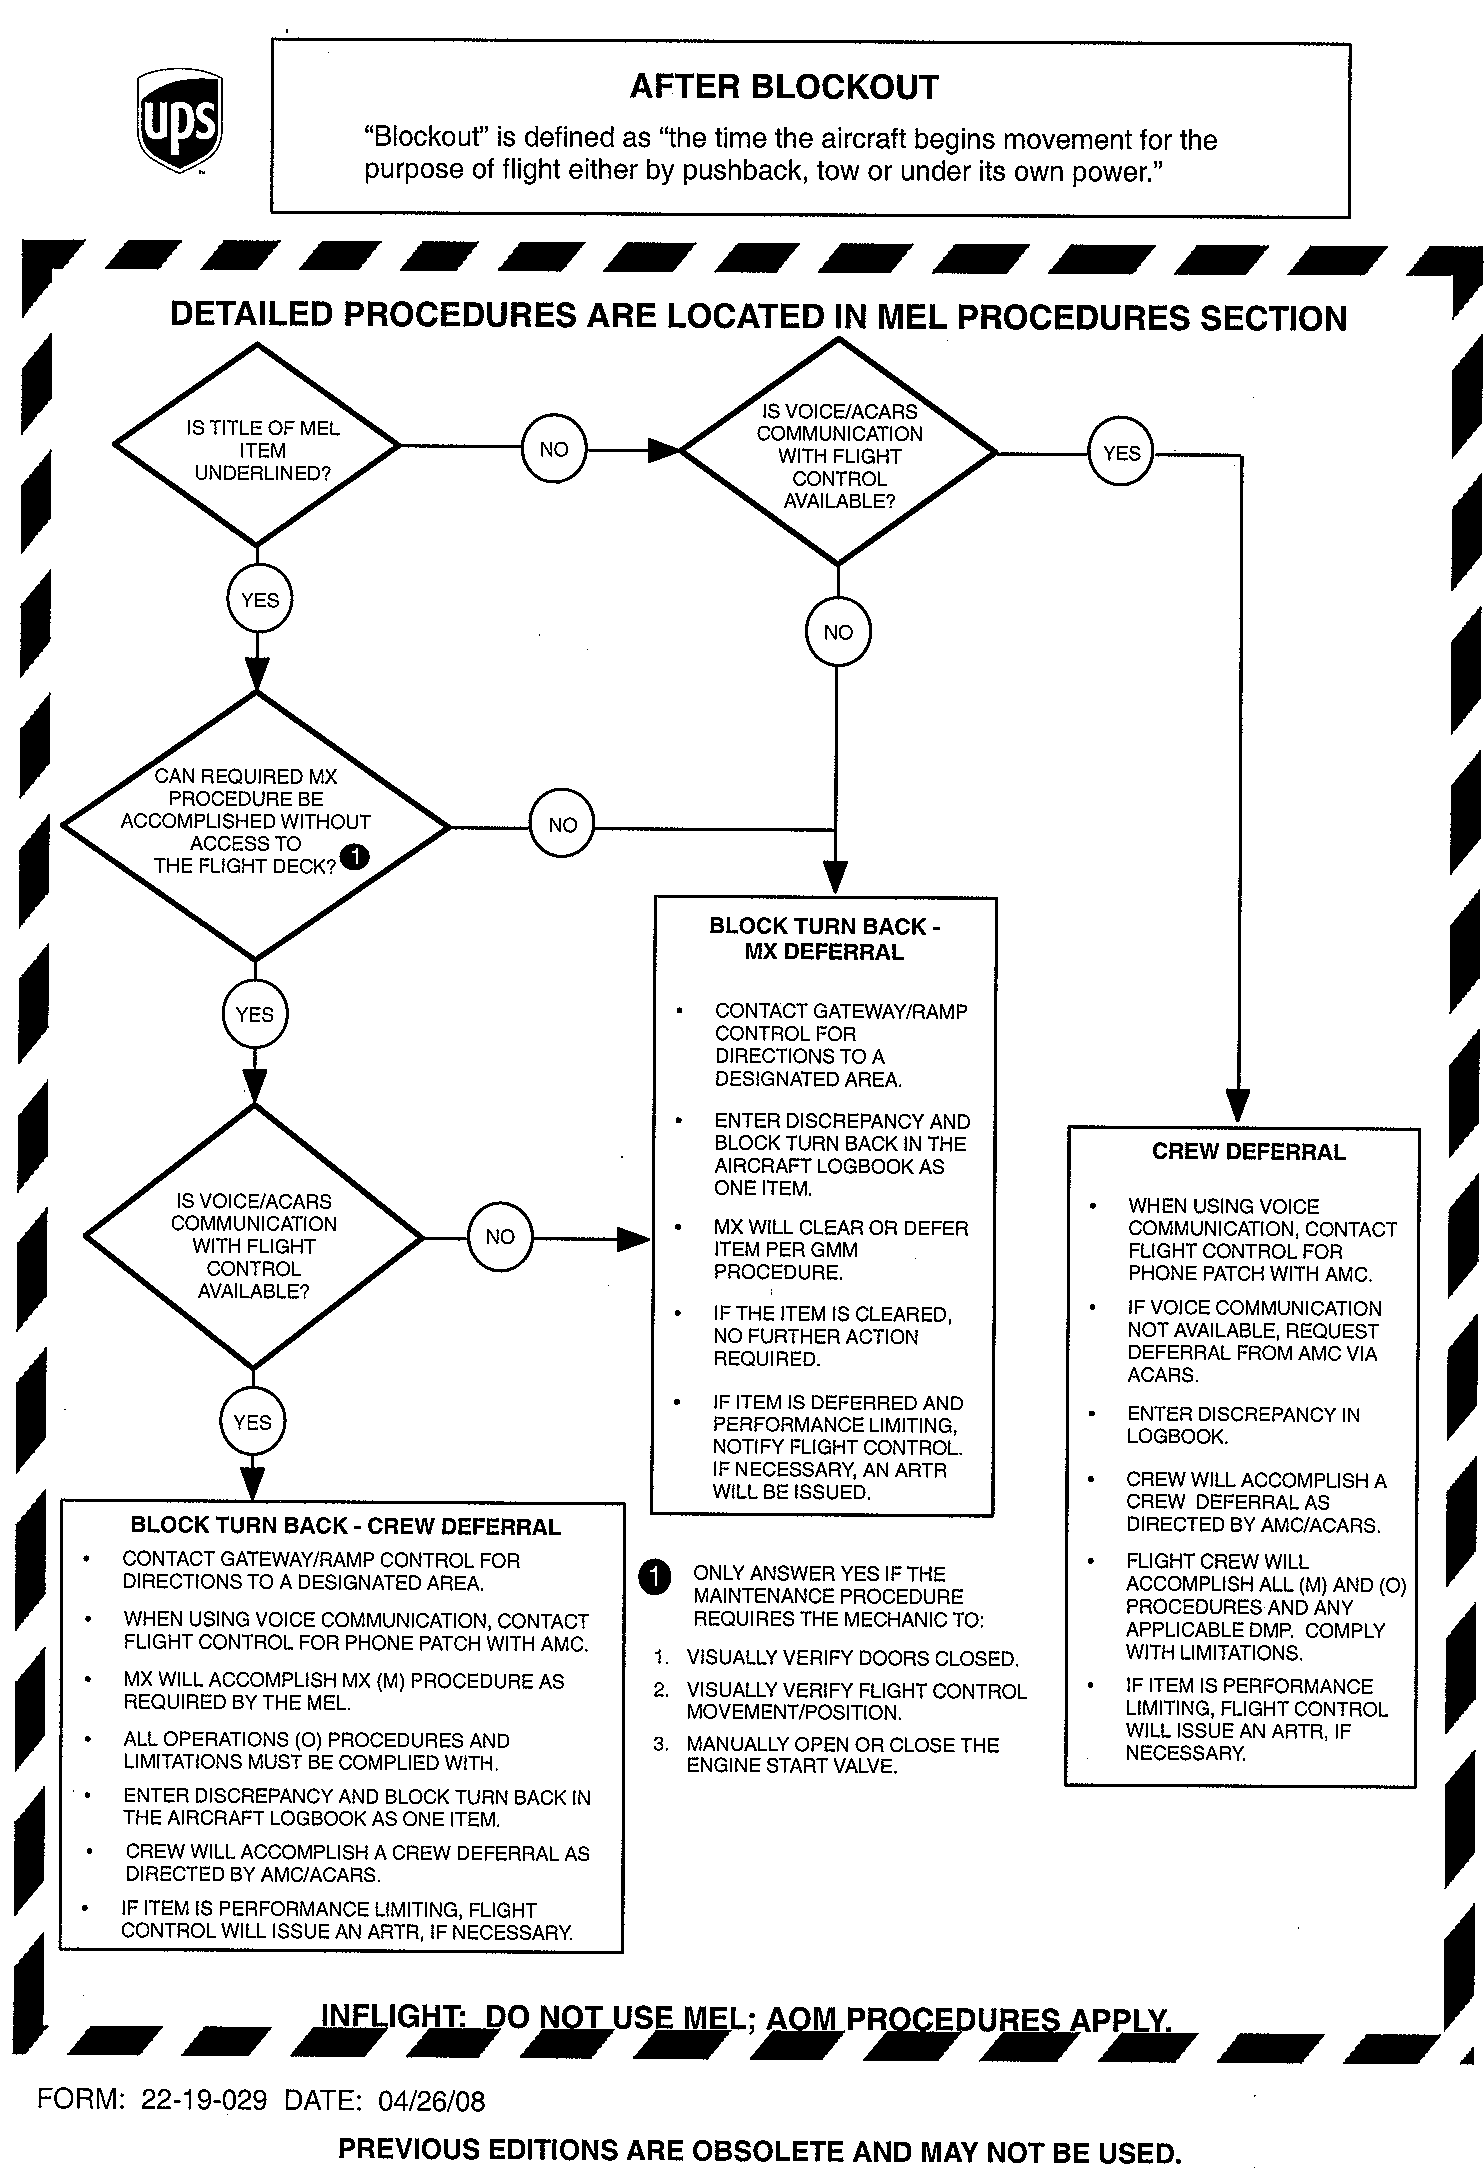 ups
AFTER BLOCKOUT
“Blockout” is defined as “the time the aircraft begins movement for the
purpose of flight either by pushback, tow or under its own power.”
DETAILED PROCEDURES ARE LOCATED IN MEL PROCEDURES SECTION
IS TITLE OF MEL
ITEM
UNDERLINED?
NO
IS VOICE/ACARS
COMMUNICATION
WITH FLIGHT
CONTROL
AVAILABLE?
YES
YES
NO
CAN REQUIRED MX
PROCEDURE BE
ACCOMPLISHED WITHOUT
ACCESS TO
THE FLIGHT DECK? 1
NO
YES
IS VOICE/ACARS
COMMUNICATION
WITH FLIGHT
CONTROL
AVAILABLE?
NO
YES
BLOCK TURN BACK -
MX DEFERRAL
• CONTACT GATEWAY/RAMP
CONTROL FOR
DIRECTIONS TO A
DESIGNATED AREA.
• ENTER DISCREPANCY AND
BLOCK TURN BACK IN THE
AIRCRAFT LOGBOOK AS
ONE ITEM.
• MX WILL CLEAR OR DEFER
ITEM PER GMM
PROCEDURE.
• IF THE ITEM IS CLEARED,
NO FURTHER ACTION
REQUIRED.
• IF ITEM IS DEFERRED AND
PERFORMANCE LIMITING,
NOTIFY FLIGHT CONTROL.
IF NECESSARY, AN ARTR
WILL BE ISSUED.
CREW DEFERRAL
• WHEN USING VOICE
COMMUNICATION, CONTACT
FLIGHT CONTROL FOR
PHONE PATCH WITH AMC.
• IF VOICE COMMUNICATION
NOT AVAILABLE, REQUEST
DEFERRAL FROM AMC VIA
ACARS.
• ENTER DISCREPANCY IN
LOGBOOK.
• CREW WILL ACCOMPLISH A
CREW DEFERRAL AS
DIRECTED BY AMC/ACARS.
• FLIGHT CREW WILL
ACCOMPLISH ALL (M) AND (O)
PROCEDURES AND ANY
APPLICABLE DMP. COMPLY
WITH LIMITATIONS.
• IF ITEM IS PERFORMANCE
LIMITING, FLIGHT CONTROL
WILL ISSUE AN ARTR, IF
NECESSARY.
BLOCK TURN BACK - CREW DEFERRAL
• CONTACT GATEWAY/RAMP CONTROL FOR
DIRECTIONS TO A DESIGNATED AREA.
• WHEN USING VOICE COMMUNICATION, CONTACT
FLIGHT CONTROL FOR PHONE PATCH WITH AMC.
• MX WILL ACCOMPLISH MX (M) PROCEDURE AS
REQUIRED BY THE MEL.
• ALL OPERATIONS (O) PROCEDURES AND
LIMITATIONS MUST BE COMPLIED WITH.
• ENTER DISCREPANCY AND BLOCK TURN BACK IN
THE AIRCRAFT LOGBOOK AS ONE ITEM.
• CREW WILL ACCOMPLISH A CREW DEFERRAL AS
DIRECTED BY AMC/ACARS.
• IF ITEM IS PERFORMANCE LIMITING, FLIGHT
CONTROL WILL ISSUE AN ARTR, IF NECESSARY.
1 ONLY ANSWER YES IF THE
MAINTENANCE PROCEDURE
REQUIRES THE MECHANIC TO:
1. VISUALLY VERIFY DOORS CLOSED.
2. VISUALLY VERIFY FLIGHT CONTROL
MOVEMENT/POSITION.
3. MANUALLY OPEN OR CLOSE THE
ENGINE START VALVE.
INFLIGHT: DO NOT USE MEL; AOM PROCEDURES APPLY.
FORM: 22-19-029 DATE: 04/26/08
PREVIOUS EDITIONS ARE OBSOLETE AND MAY NOT BE USED.